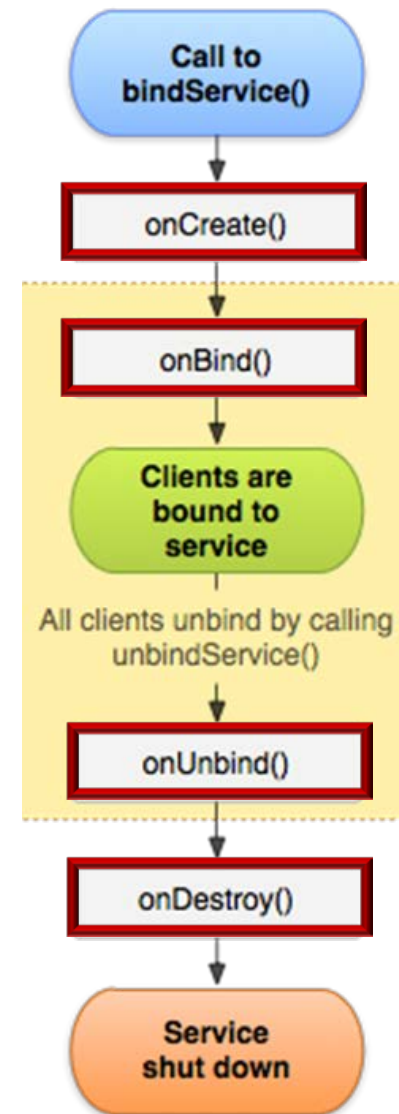 Call to
bindService()
onCreate()
onBind()
Clients are
bound to
service
All clients unbind by calling
unbindService()
onUnbind()
onDestroy()
Service
shut down